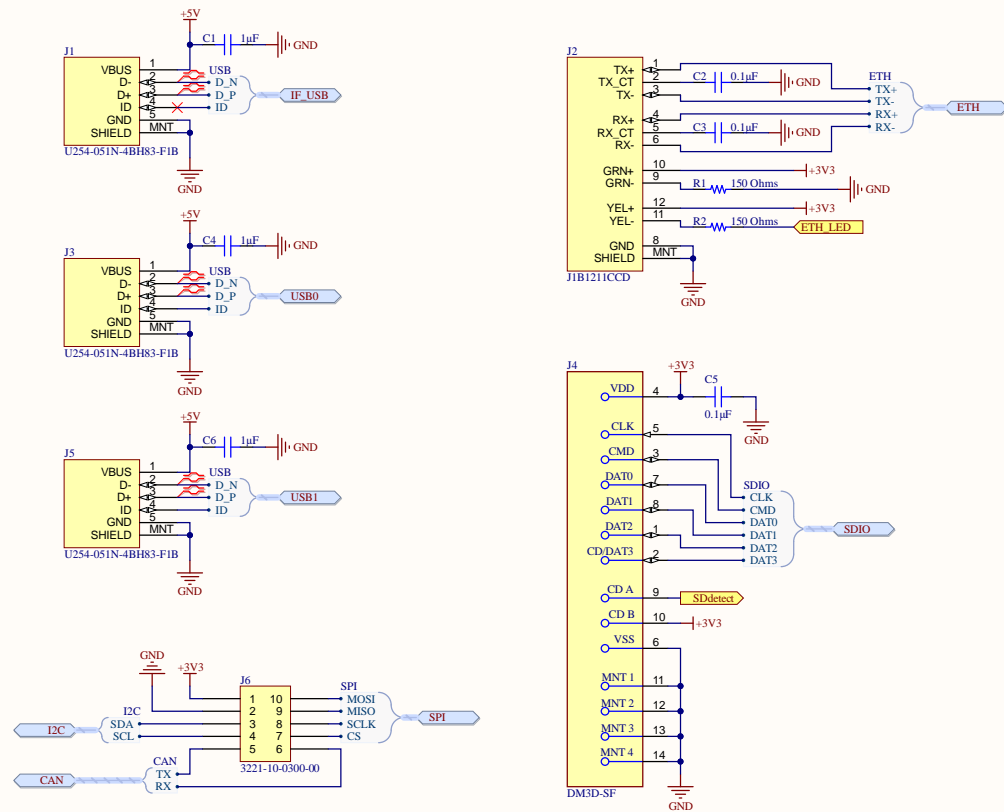 +5V
C1 1µF
GND
J1
VBUS 1
D- 2
D+ 3
ID 4
GND 5
SHIELD MNT
U254-051N-4BH83-F1B
GND
USB
D_N
D_P
ID
IF_USB
+5V
C4 1µF
GND
J3
VBUS 1
D- 2
D+ 3
ID 4
GND 5
SHIELD MNT
U254-051N-4BH83-F1B
GND
USB
D_N
D_P
ID
USB0
+5V
C6 1µF
GND
J5
VBUS 1
D- 2
D+ 3
ID 4
GND 5
SHIELD MNT
U254-051N-4BH83-F1B
GND
USB
D_N
D_P
ID
USB1
GND
+3V3
J6
1 10
2 9
3 8
4 7
5 6
3221-10-0300-00
I2C
SDA
SCL
I2C
CAN
TX
RX
CAN
SPI
MOSI
MISO
SCLK
CS
SPI
J2
TX+ 1
TX_CT 2
TX- 3
RX+ 4
RX_CT 5
RX- 6
GRN+ 10
GRN- 9
YEL+ 12
YEL- 11
GND 8
SHIELD MNT
J1B1211CCD
GND
C2 0.1µF
GND
C3 0.1µF
GND
+3V3
R1 150 Ohms
GND
+3V3
R2 150 Ohms
ETH_LED
ETH
TX+
TX-
RX+
RX-
ETH
J4
VDD 4
CLK 5
CMD 3
DAT0 7
DAT1 8
DAT2 1
CD/DAT3 2
CD A 9
CD B 10
VSS 6
MNT 1 11
MNT 2 12
MNT 3 13
MNT 4 14
DM3D-SF
+3V3
C5
0.1µF
GND
SDIO
CLK
CMD
DAT0
DAT1
DAT2
DAT3
SDIO
SDdetect
+3V3
GND